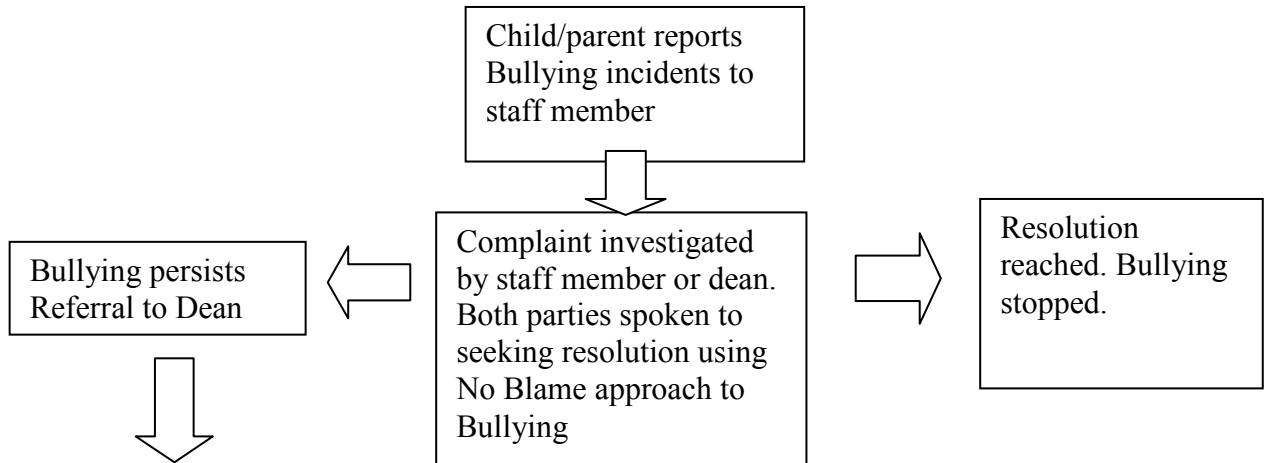 Child/parent reports
Bullying incidents to
staff member
Complaint investigated
by staff member or dean.
Both parties spoken to
seeking resolution using
No Blame approach to
Bullying
Bullying persists
Referral to Dean
Resolution
reached. Bullying
stopped.